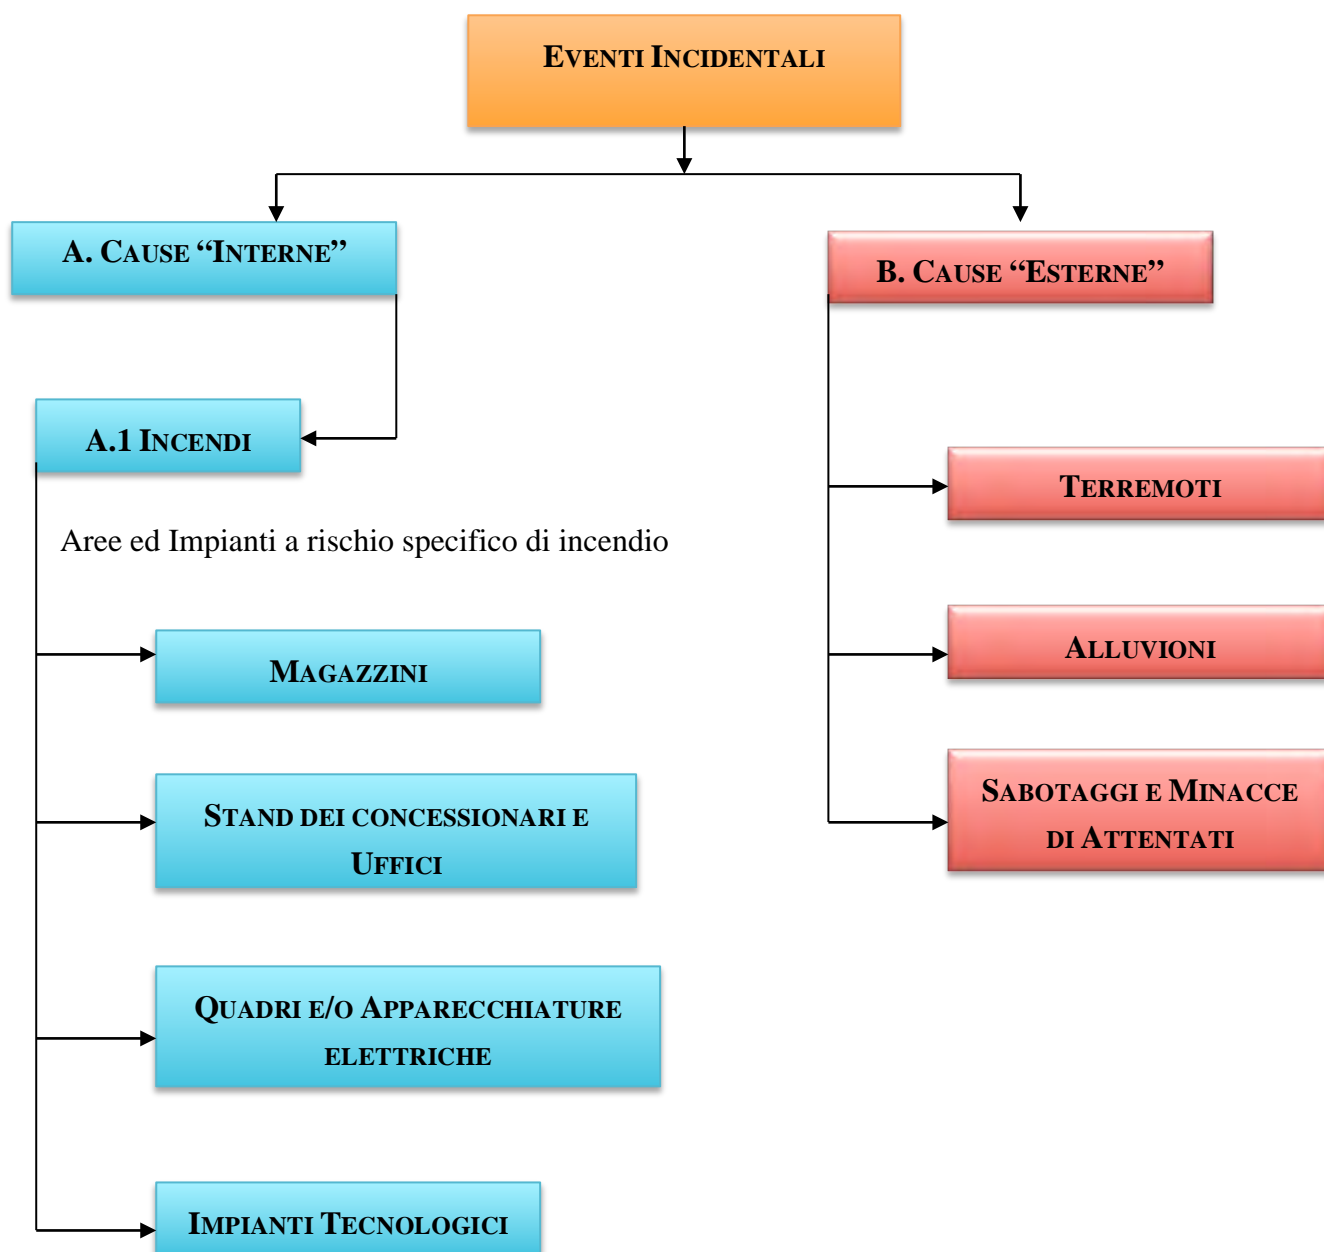 EVENTI INCIDENTALI
A. CAUSE “INTERNE”
B. CAUSE “ESTERNE”
A.1 INCENDI
TERREMOTI
Aree ed Impianti a rischio specifico di incendio
MAGAZZINI
ALLUVIONI
STAND DEI CONCESSIONARI E
UFFICI
SABOTAGGI E MINACCE
DI ATTENTATI
QUADRI E/O APPARECCHIATURE
ELETTRICHE
IMPIANTI TECNOLOGICI